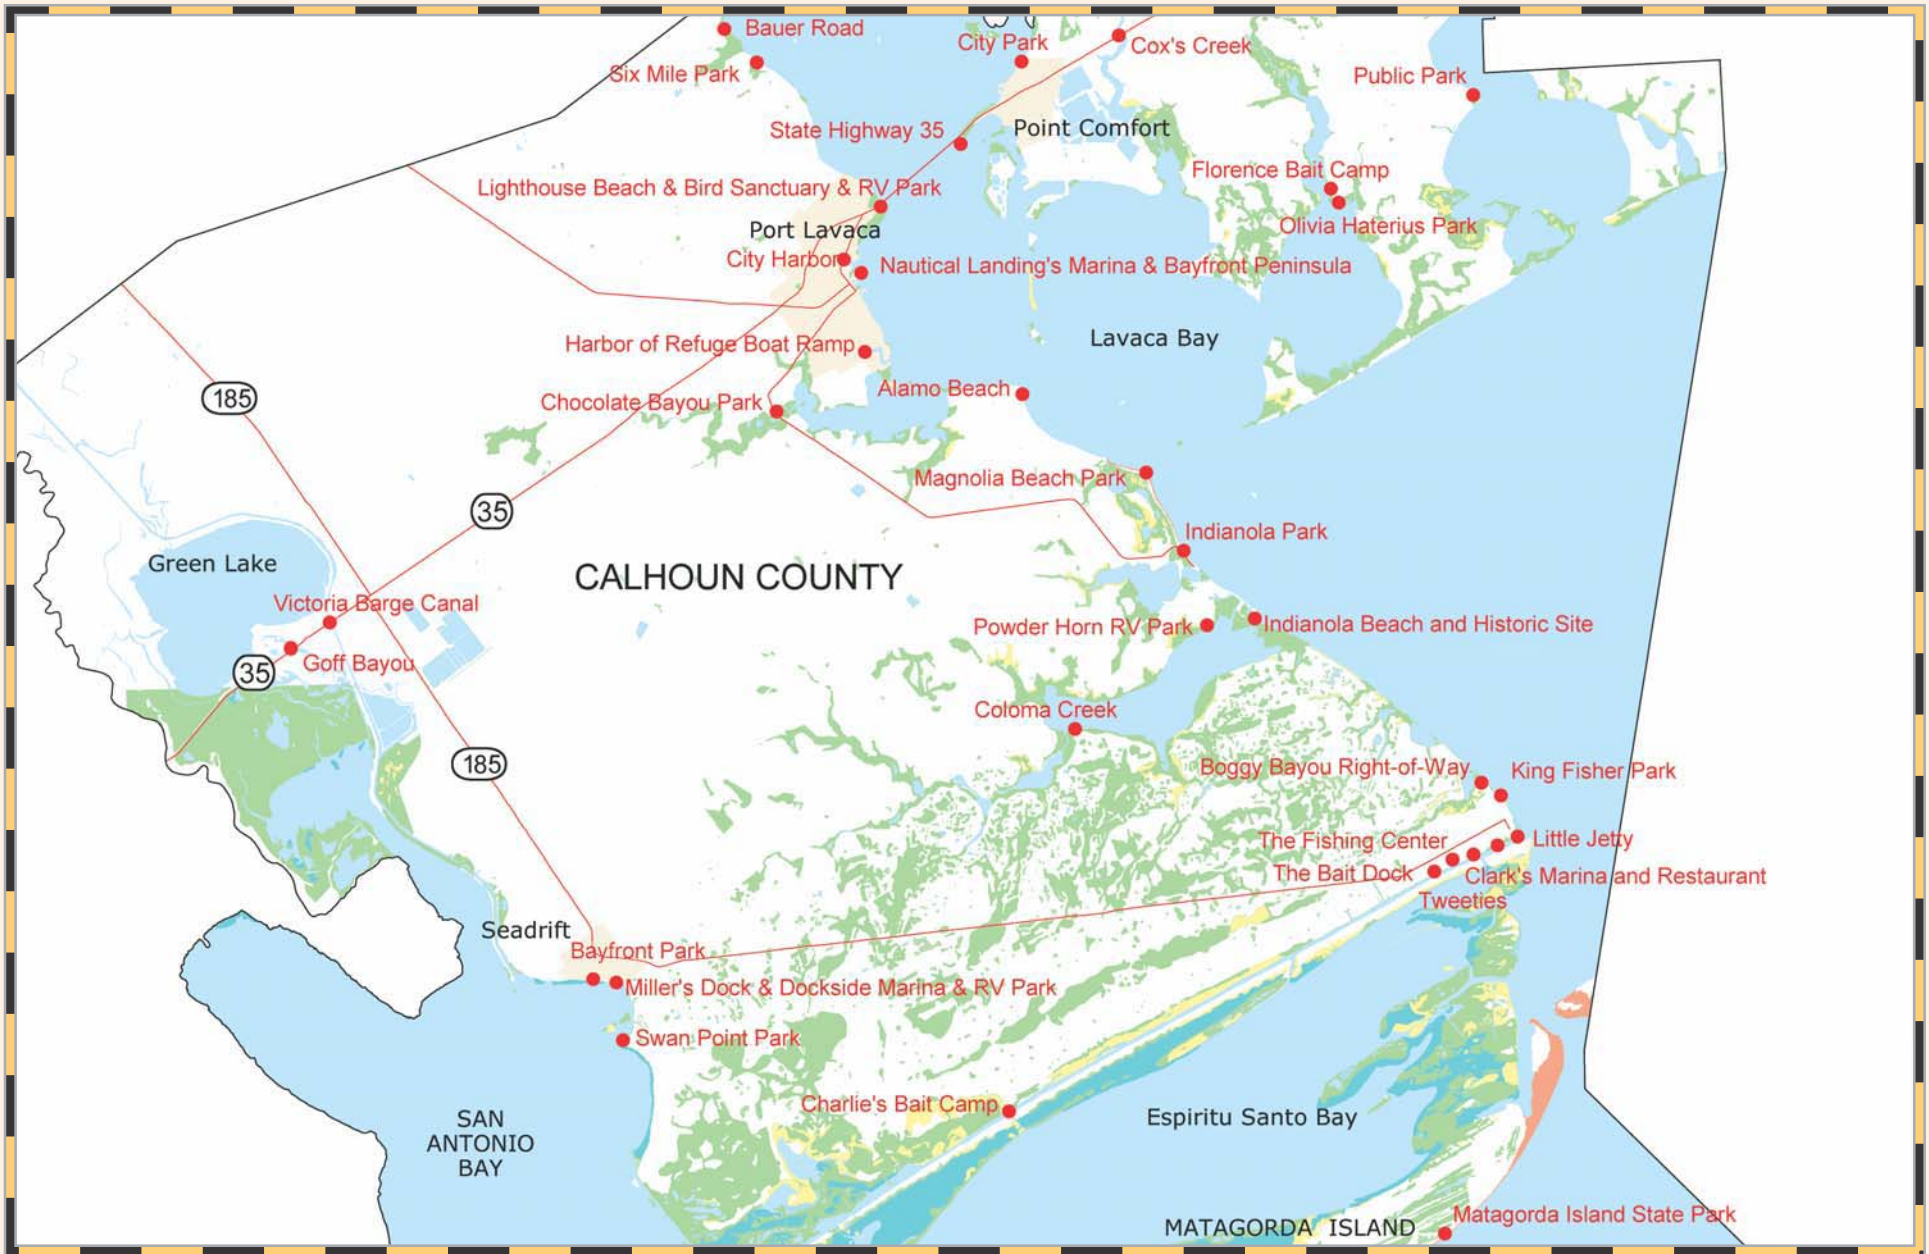 Bauer Road
City Park
Cox's Creek
Six Mile Park
Public Park
State Highway 35
Point Comfort
Florence Bait Camp
Lighthouse Beach & Bird Sanctuary & RV Park
Olivia Haterius Park
Port Lavaca
City Harbor
Nautical Landing's Marina & Bayfront Peninsula
Lavaca Bay
Harbor of Refuge Boat Ramp
Alamo Beach
185
Chocolate Bayou Park
Magnolia Beach Park
35
Indianola Park
Green Lake
CALHOUN COUNTY
Victoria Barge Canal
Powder Horn RV Park
Indianola Beach and Historic Site
Goff Bayou
35
Coloma Creek
185
Boggy Bayou Right-of-Way
King Fisher Park
The Fishing Center
Little Jetty
The Bait Dock
Clark's Marina and Restaurant
Tweeties
Seadrift
Bayfront Park
Miller's Dock & Dockside Marina & RV Park
Swan Point Park
Charlie's Bait Camp
Espiritu Santo Bay
SAN
ANTONIO
BAY
Matagorda Island State Park
MATAGORDA ISLAND